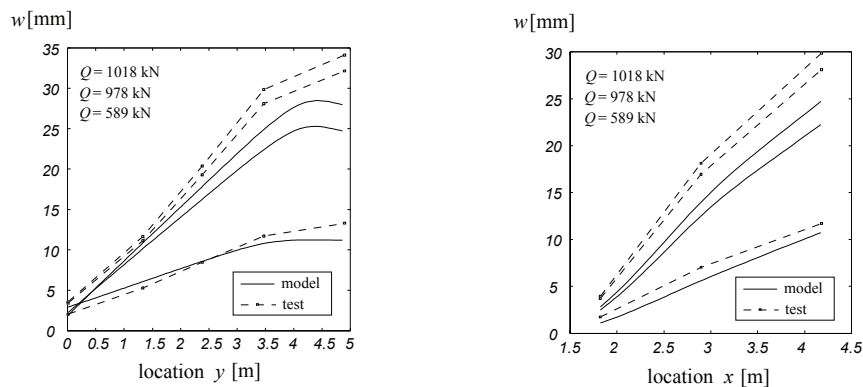 w [mm]
35
30
25
20
15
10
5
0
Q = 1018 kN
Q = 978 kN
Q = 589 kN
model
test
0 0.5 1 1.5 2 2.5 3 3.5 4 4.5 5
location y [m]
w [mm]
30
25
20
15
10
5
0
Q = 1018 kN
Q = 978 kN
Q = 589 kN
model
test
1.5 2 2.5 3 3.5 4 4.5
location x [m]